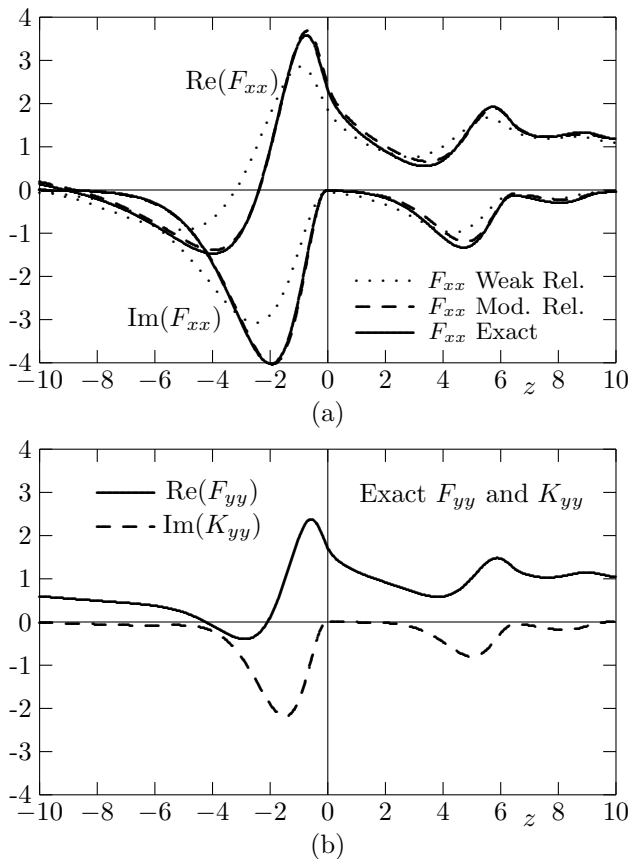 4
3
Re(F_xx)
2
1
0
-1
-2
F_xx Weak Rel.
F_xx Mod. Rel.
-3
Im(F_xx)
F_xx Exact
-4
−10 −8 −6 −4 −2 0 2 4 6 z 8 10
(a)
4
3
Re(F_yy)
Exact F_yy and K_yy
Im(K_yy)
2
1
0
-1
-2
-3
-4
−10 −8 −6 −4 −2 0 2 4 6 z 8 10
(b)